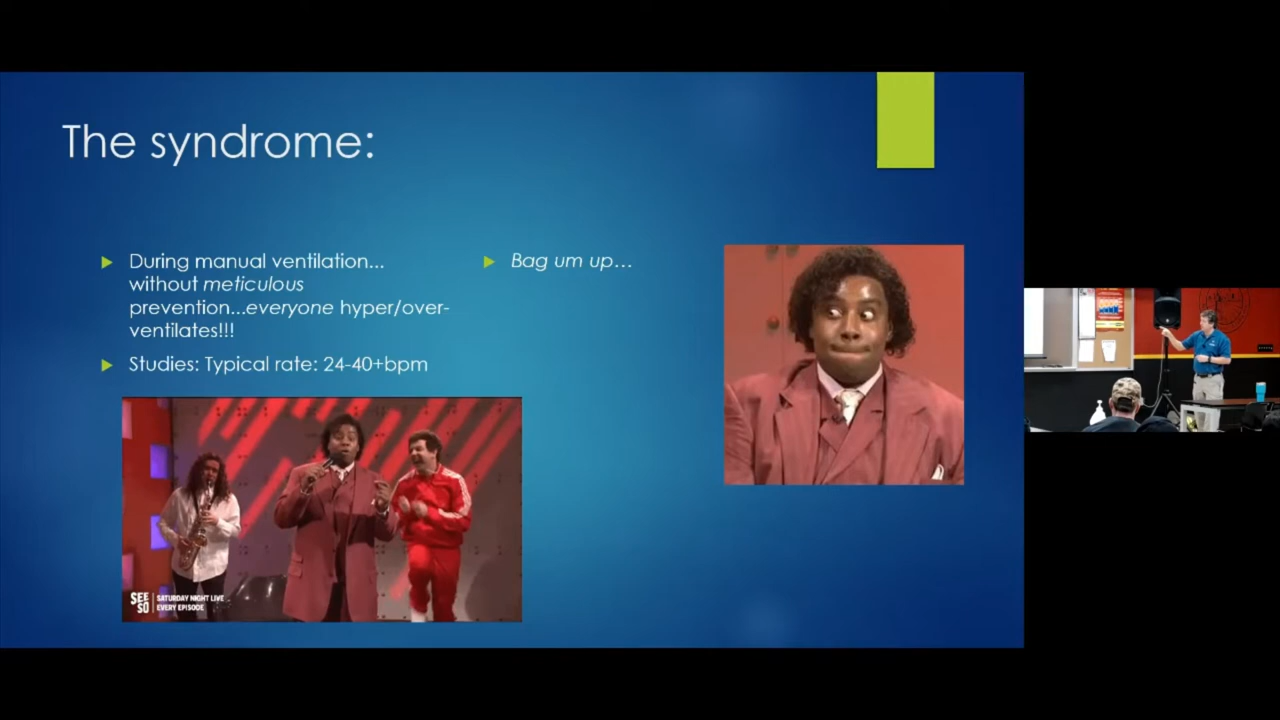 The syndrome:
During manual ventilation...
without meticulous
prevention...everyone hyper/over-
ventilates!!!
Studies: Typical rate: 24-40+bpm
Bag um up...
SEE
SO
SATURDAY NIGHT LIVE
EVERY EPISODE